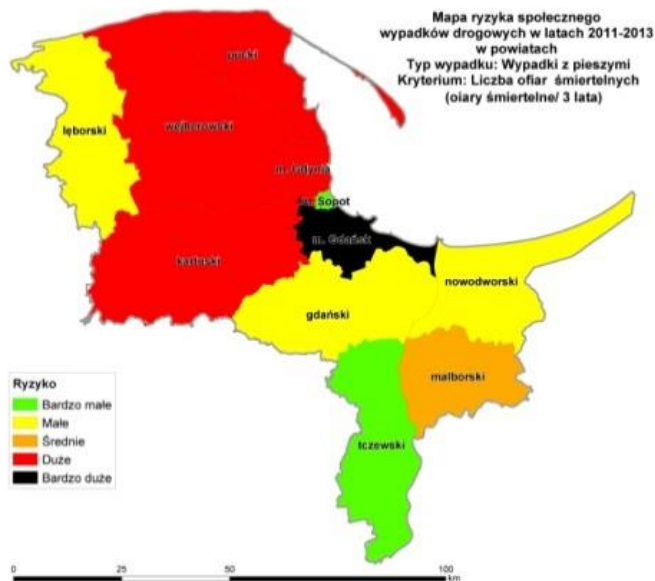 Mapa ryzyka społecznego
wypadków drogowych w latach 2011-2013
w powiatach
Typ wypadku: Wypadki z pieszymi
Kryterium: Liczba ofiar śmiertelnych
(oiary śmiertelne/ 3 lata)
pucki
lęborski
wejherowski
m. Gdynia
m. Sopot
m. Gdańsk
kartuski
nowodworski
gdański
malborski
tczewski
Ryzyko
Bardzo małe
Małe
Średnie
Duże
Bardzo duże
0 25 50 100
km